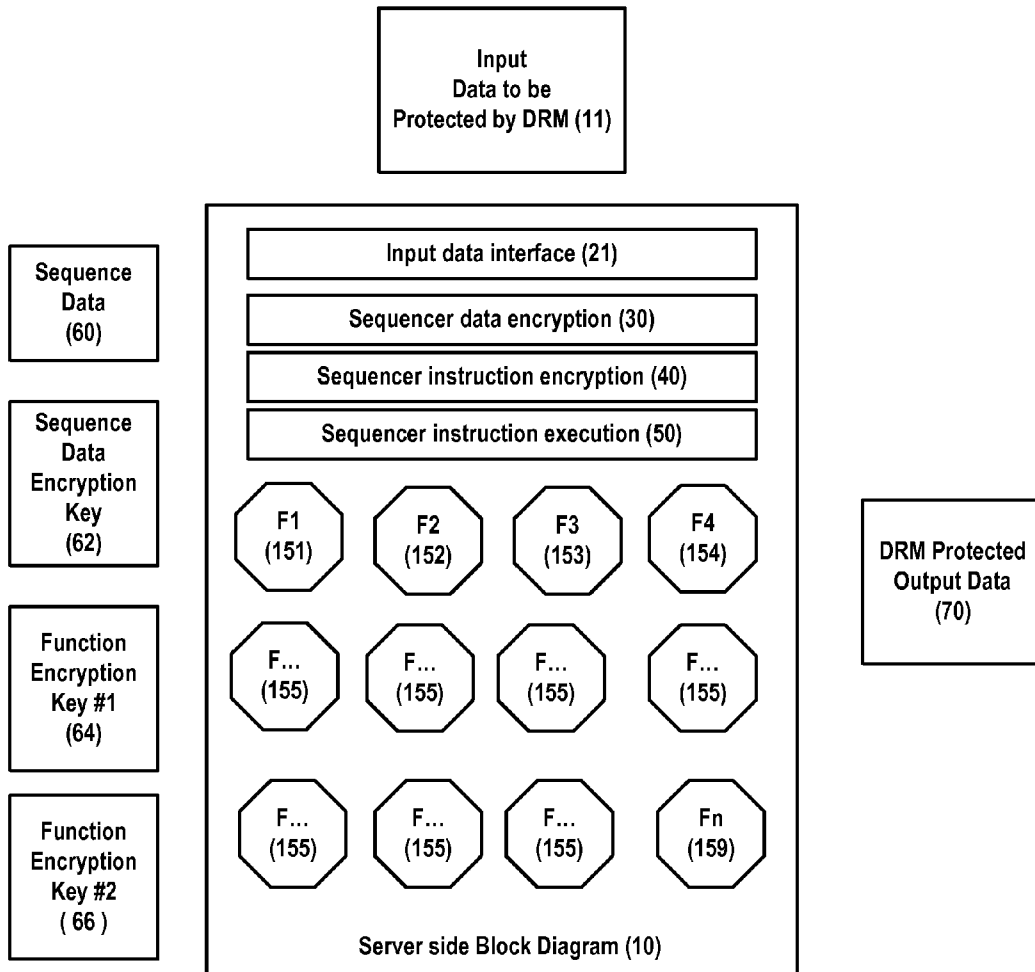 Input
Data to be
Protected by DRM (11)
Sequence
Data
(60)
Sequence
Data
Encryption
Key
(62)
Function
Encryption
Key #1
(64)
Function
Encryption
Key #2
( 66 )
Input data interface (21)
Sequencer data encryption (30)
Sequencer instruction encryption (40)
Sequencer instruction execution (50)
F1
(151)
F2
(152)
F3
(153)
F4
(154)
F...
(155)
F...
(155)
F...
(155)
F...
(155)
F...
(155)
F...
(155)
F...
(155)
Fn
(159)
Server side Block Diagram (10)
DRM Protected
Output Data
(70)